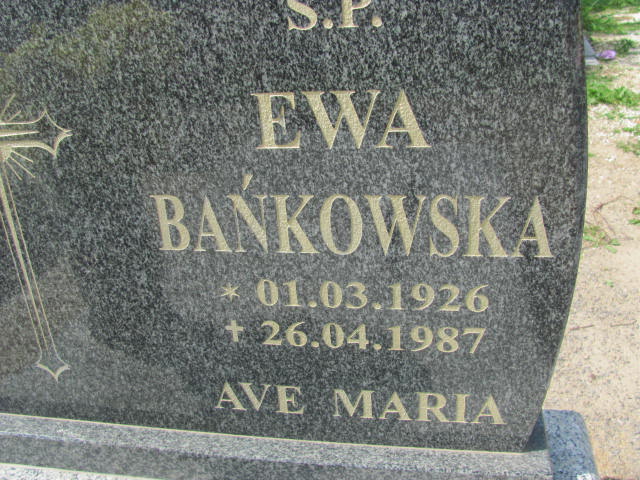 S.P.
EWA
BAŃKOWSKA
* 01.03.1926
✝ 26.04.1987
AVE MARIA